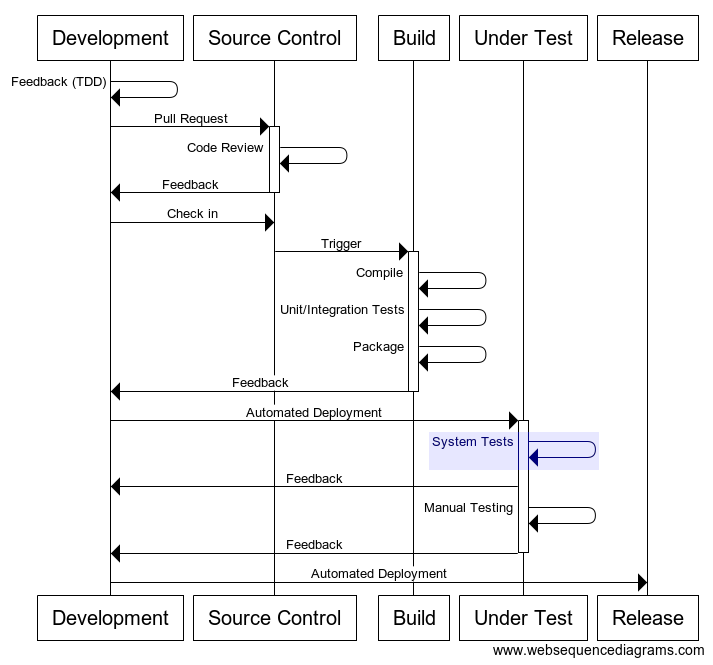 Development
Source Control
Build
Under Test
Release
Feedback (TDD)
Pull Request
Code Review
Feedback
Check in
Trigger
Compile
Unit/Integration Tests
Package
Feedback
Automated Deployment
System Tests
Feedback
Manual Testing
Feedback
Automated Deployment
Development
Source Control
Build
Under Test
Release
www.websequencediagrams.com